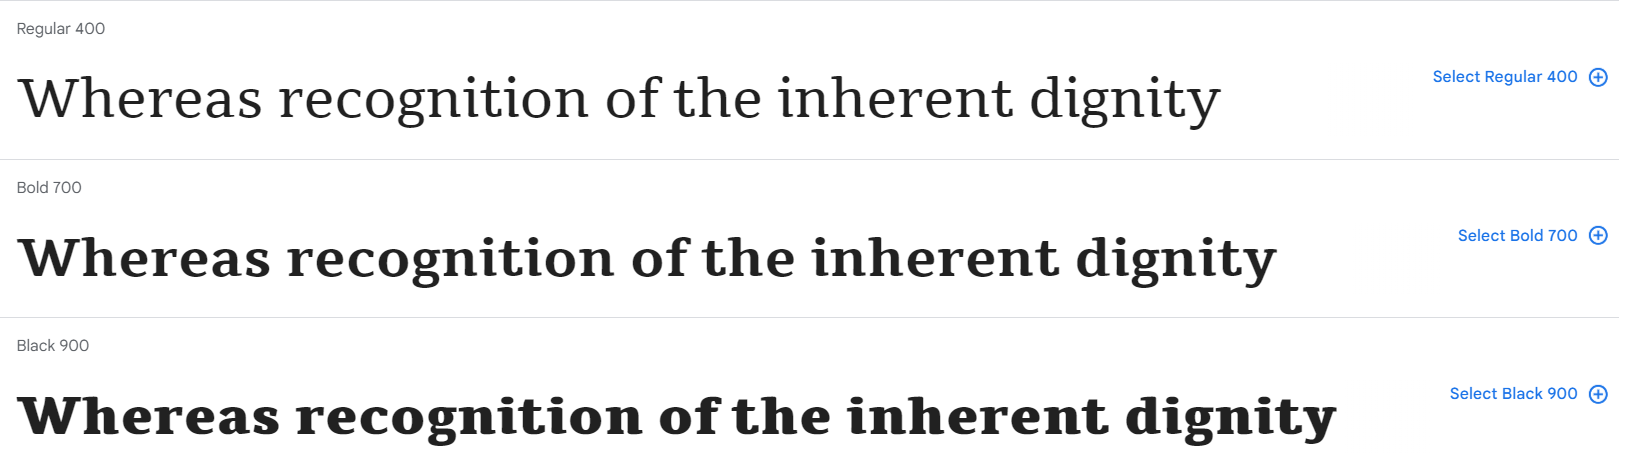 Regular 400
Whereas recognition of the inherent dignity
Select Regular 400
Bold 700
Whereas recognition of the inherent dignity
Select Bold 700
Black 900
Whereas recognition of the inherent dignity
Select Black 900